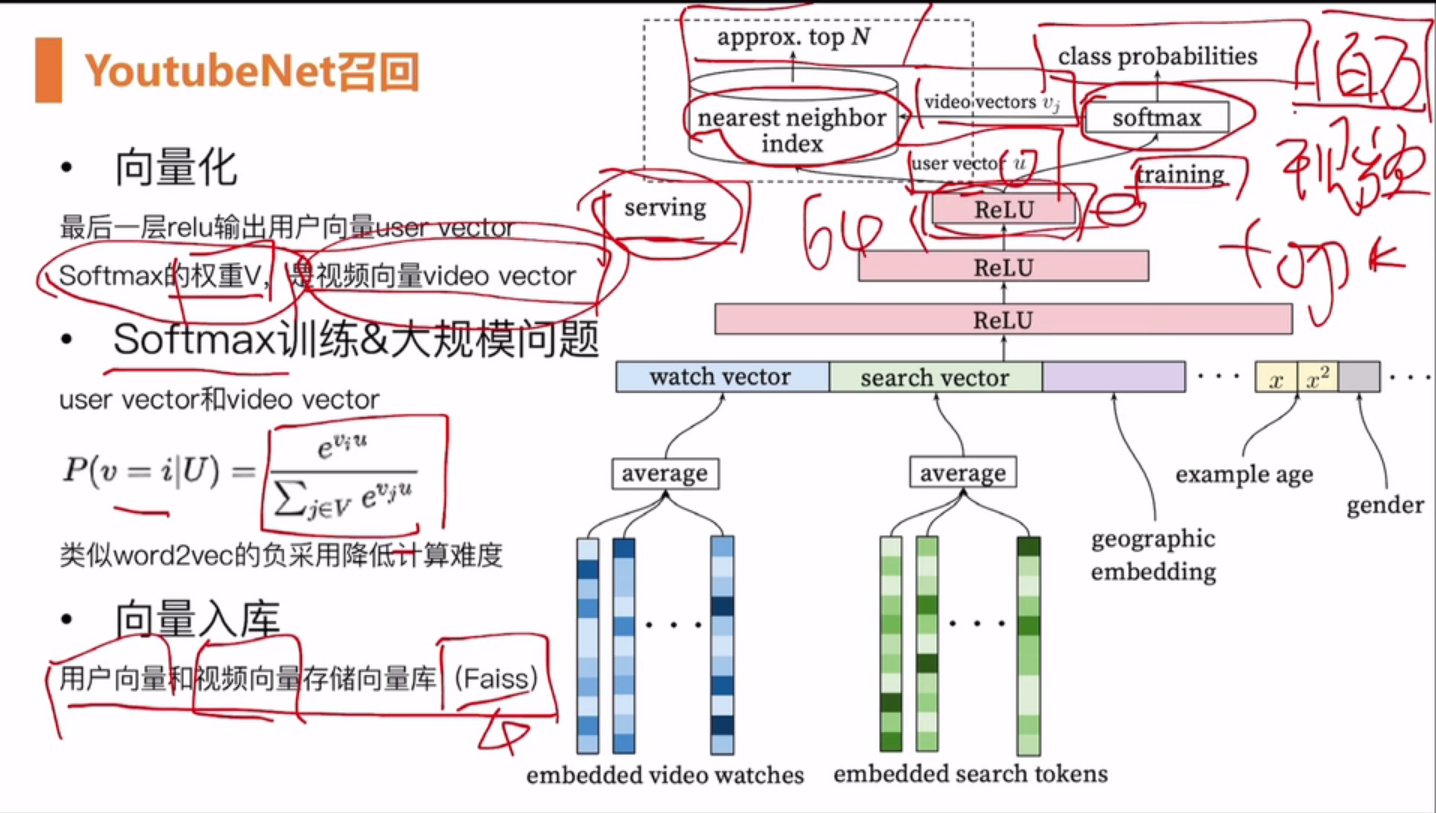 YoutubeNet召回
• 向量化
最后一层relu输出用户向量user vector
Softmax的权重V，是视频向量video vector
• Softmax训练&大规模问题
user vector和video vector
P(v = i|U) = e^{v_i u} / ∑_{j∈V} e^{v_j u}
类似word2vec的负采用降低计算难度
• 向量入库
用户向量和视频向量存储向量库（Faiss）
approx. top N
class probabilities
1百万
nearest neighbor
index
video vectors v_j
softmax
user vector u
training
视频
serving
64
ReLU
top k
ReLU
ReLU
watch vector
search vector
· · ·
x
x²
· · ·
average
average
example age
gender
geographic
embedding
· · ·
· · ·
embedded video watches
embedded search tokens